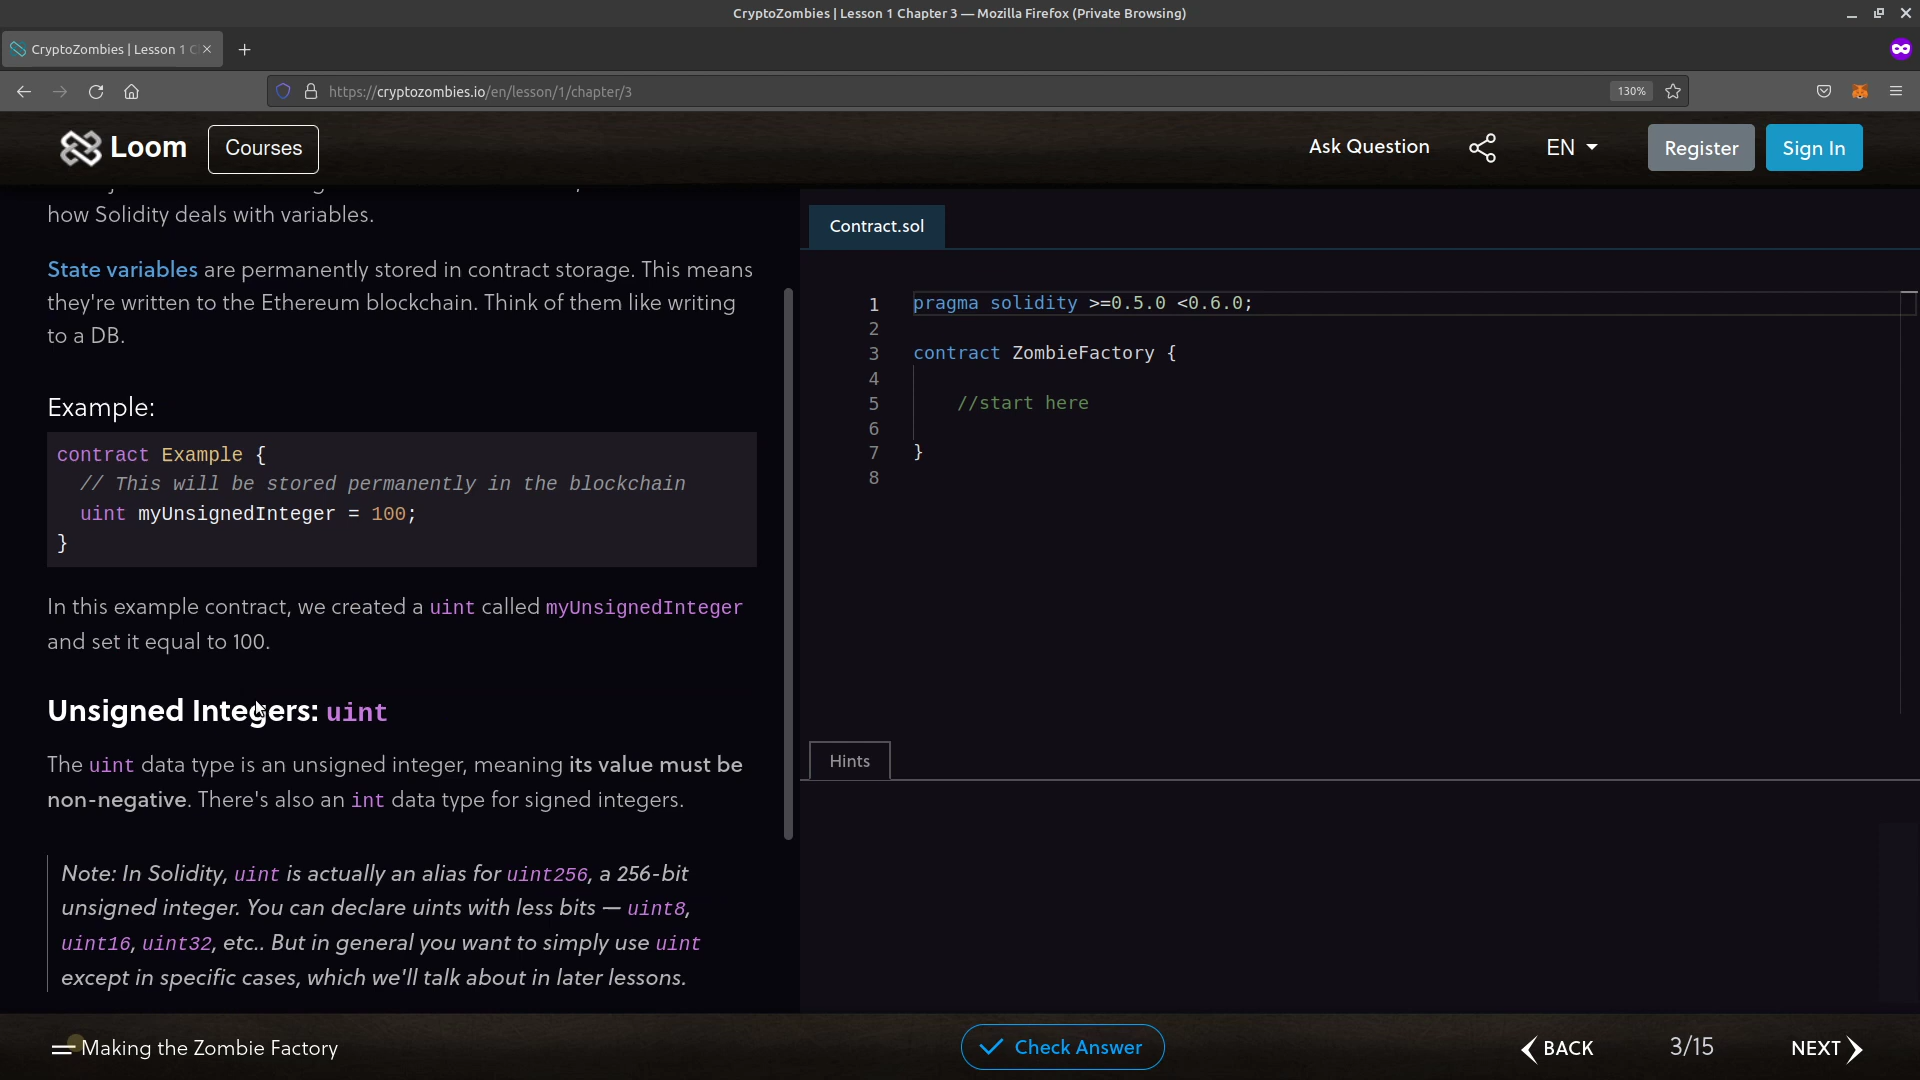 CryptoZombies | Lesson 1 Chapter 3 — Mozilla Firefox (Private Browsing)
CryptoZombies | Lesson 1 C
https://cryptozombies.io/en/lesson/1/chapter/3
130%
Loom
Courses
Ask Question
EN
Register
Sign In
how Solidity deals with variables.
State variables are permanently stored in contract storage. This means
they're written to the Ethereum blockchain. Think of them like writing
to a DB.
Example:
contract Example {
// This will be stored permanently in the blockchain
uint myUnsignedInteger = 100;
}
In this example contract, we created a uint called myUnsignedInteger
and set it equal to 100.
Unsigned Integers: uint
The uint data type is an unsigned integer, meaning its value must be
non-negative. There's also an int data type for signed integers.
Note: In Solidity, uint is actually an alias for uint256, a 256-bit
unsigned integer. You can declare uints with less bits — uint8,
uint16, uint32, etc.. But in general you want to simply use uint
except in specific cases, which we'll talk about in later lessons.
Contract.sol
1 pragma solidity >=0.5.0 <0.6.0;
2
3 contract ZombieFactory {
4
5 //start here
6
7 }
8
Hints
Making the Zombie Factory
Check Answer
BACK
3/15
NEXT